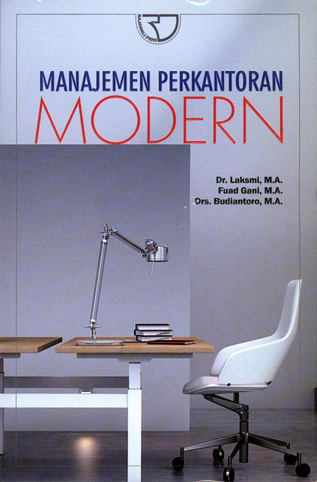 MANAJEMEN PERKANTORAN
MODERN
Dr. Laksmi, M.A.
Fuad Gani, M.A.
Drs. Budiantoro, M.A.